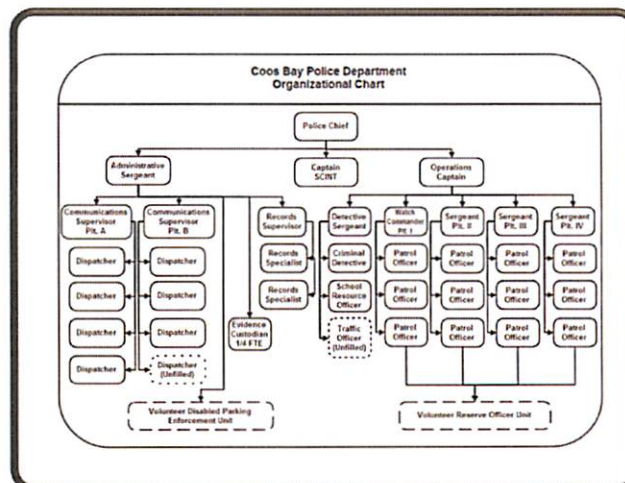 Coos Bay Police Department
Organizational Chart
Police Chief
Administrative
Sergeant
Captain
SCINT
Operations
Captain
Communications
Supervisor
Plt. A
Communications
Supervisor
Plt. B
Records
Supervisor
Detective
Sergeant
Watch
Commander
Plt. I
Sergeant
Plt. II
Sergeant
Plt. III
Sergeant
Plt. IV
Dispatcher
Dispatcher
Records
Specialist
Criminal
Detective
Patrol
Officer
Patrol
Officer
Patrol
Officer
Patrol
Officer
Dispatcher
Dispatcher
Records
Specialist
School
Resource
Officer
Patrol
Officer
Patrol
Officer
Patrol
Officer
Patrol
Officer
Dispatcher
Dispatcher
Evidence
Custodian
1/4 FTE
Traffic
Officer
(Unfilled)
Patrol
Officer
Patrol
Officer
Patrol
Officer
Patrol
Officer
Dispatcher
Dispatcher
(Unfilled)
Volunteer Disabled Parking
Enforcement Unit
Volunteer Reserve Officer Unit